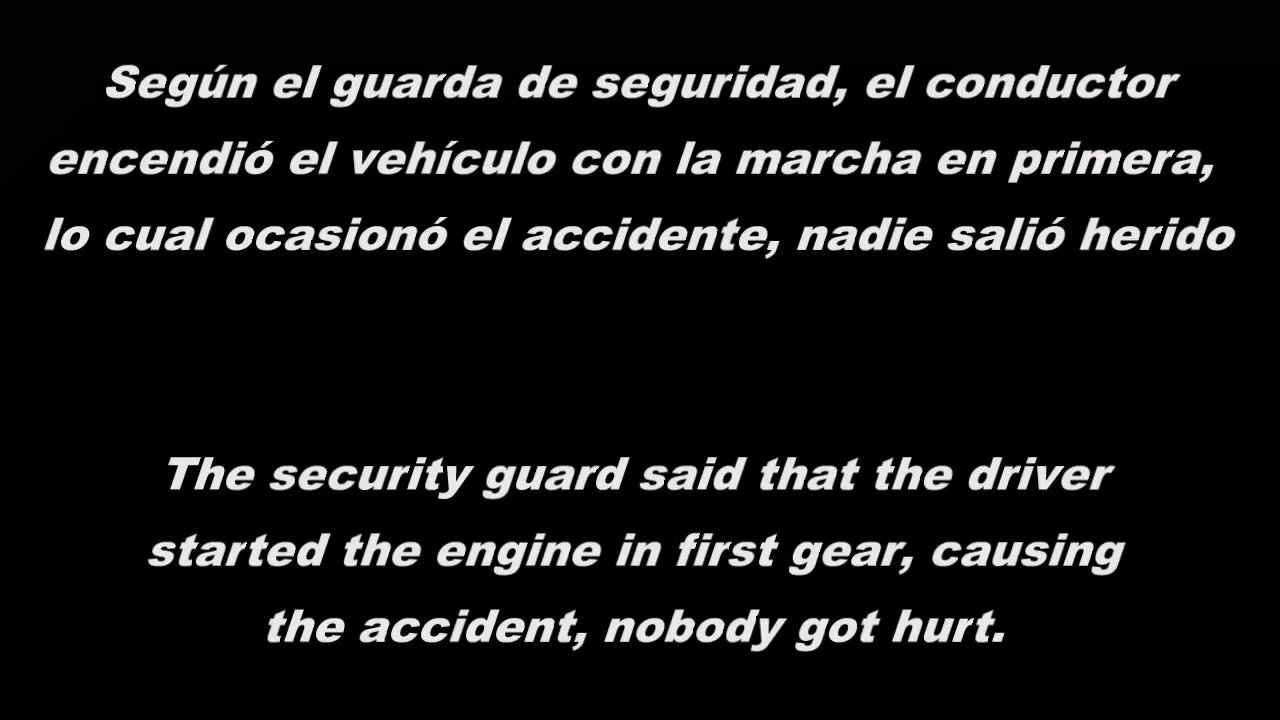 Según el guarda de seguridad, el conductor
encendió el vehículo con la marcha en primera,
lo cual ocasionó el accidente, nadie salió herido
The security guard said that the driver
started the engine in first gear, causing
the accident, nobody got hurt.